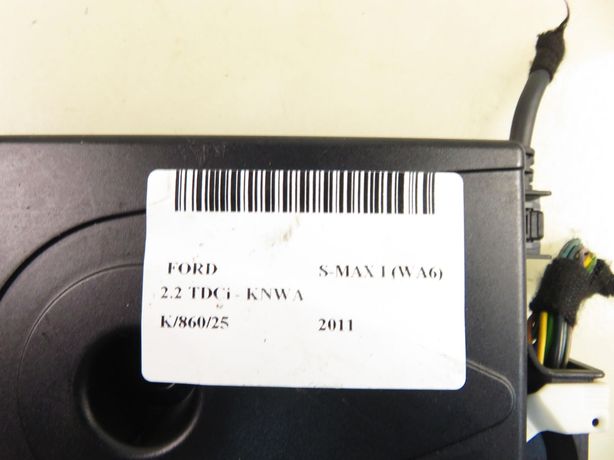 FORD S-MAX I (WA6)
2.2 TDCi - KNWA
K/860/25 2011